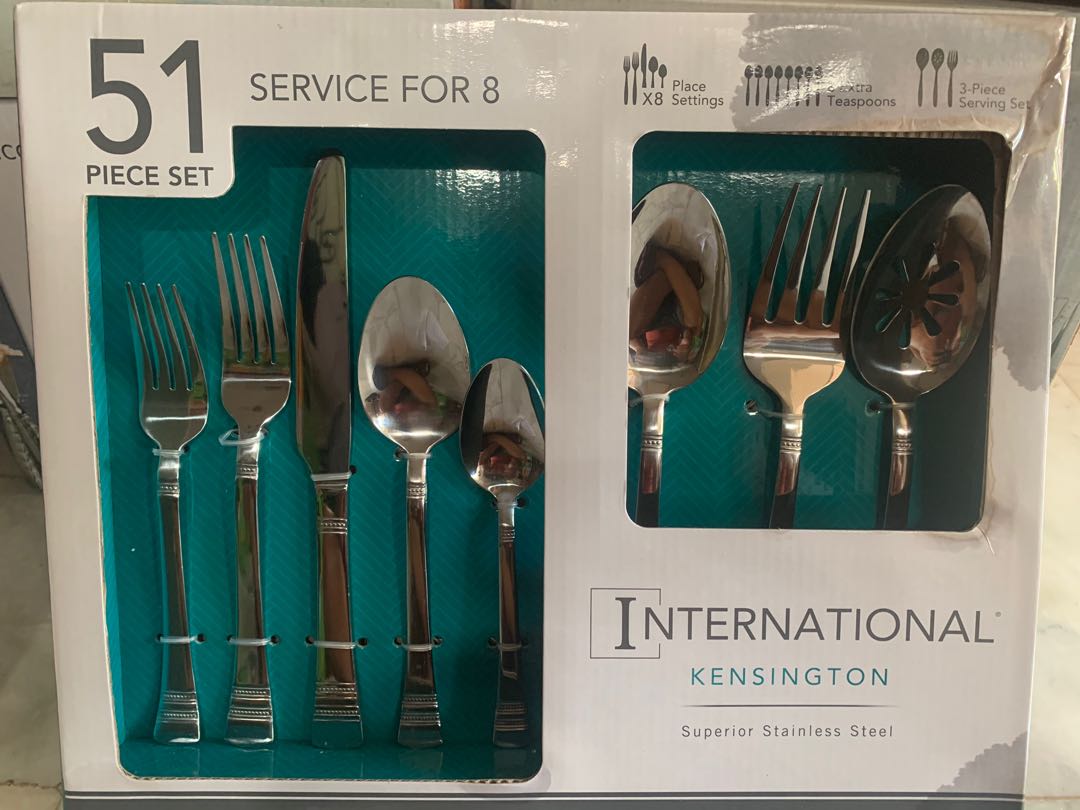 51
PIECE SET
SERVICE FOR 8
X8 Place
Settings
Extra
Teaspoons
3-Piece
Serving Set
INTERNATIONAL®
KENSINGTON
Superior Stainless Steel